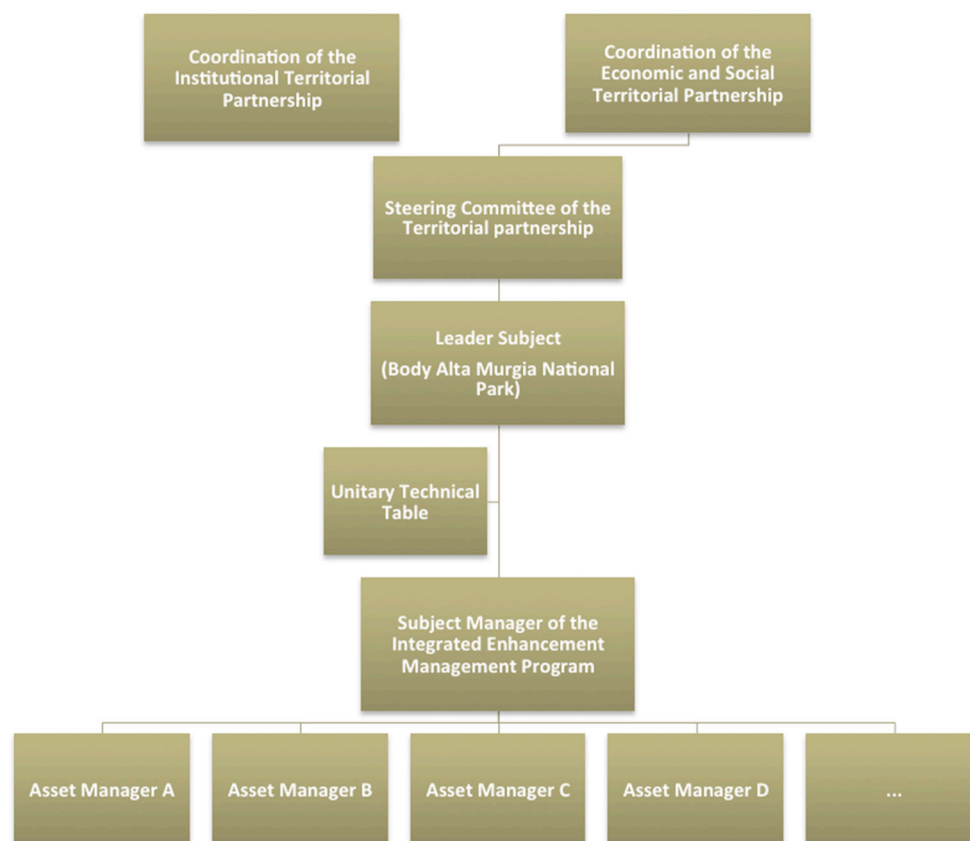 Coordination of the
Institutional Territorial
Partnership
Coordination of the
Economic and Social
Territorial Partnership
Steering Committee of the
Territorial partnership
Leader Subject
(Body Alta Murgia National
Park)
Unitary Technical
Table
Subject Manager of the
Integrated Enhancement
Management Program
Asset Manager A
Asset Manager B
Asset Manager C
Asset Manager D
...